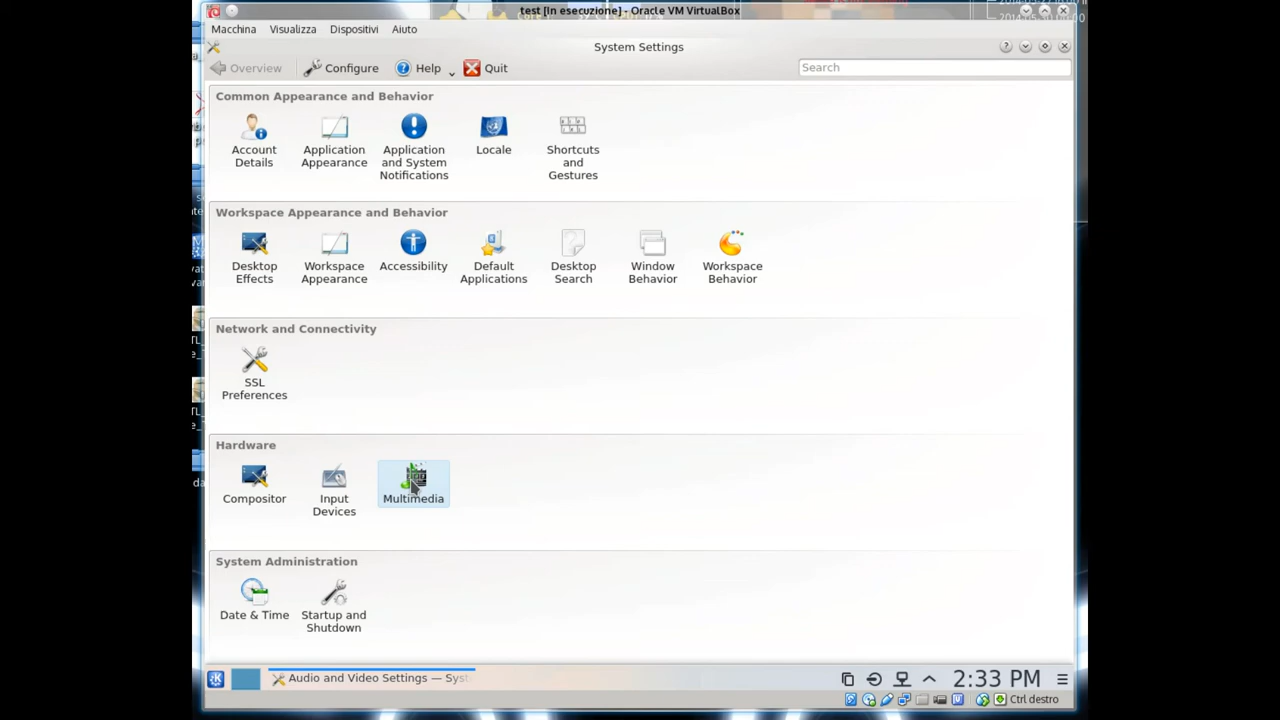 test [In esecuzione] - Oracle VM VirtualBox
Macchina Visualizza Dispositivi Aiuto
System Settings
Overview Configure Help Quit Search
Common Appearance and Behavior
Account Details
Application Appearance
Application and System Notifications
Locale
Shortcuts and Gestures
Workspace Appearance and Behavior
Desktop Effects
Workspace Appearance
Accessibility
Default Applications
Desktop Search
Window Behavior
Workspace Behavior
Network and Connectivity
SSL Preferences
Hardware
Compositor
Input Devices
Multimedia
System Administration
Date & Time
Startup and Shutdown
Audio and Video Settings — Syst
2:33 PM
Ctrl destro